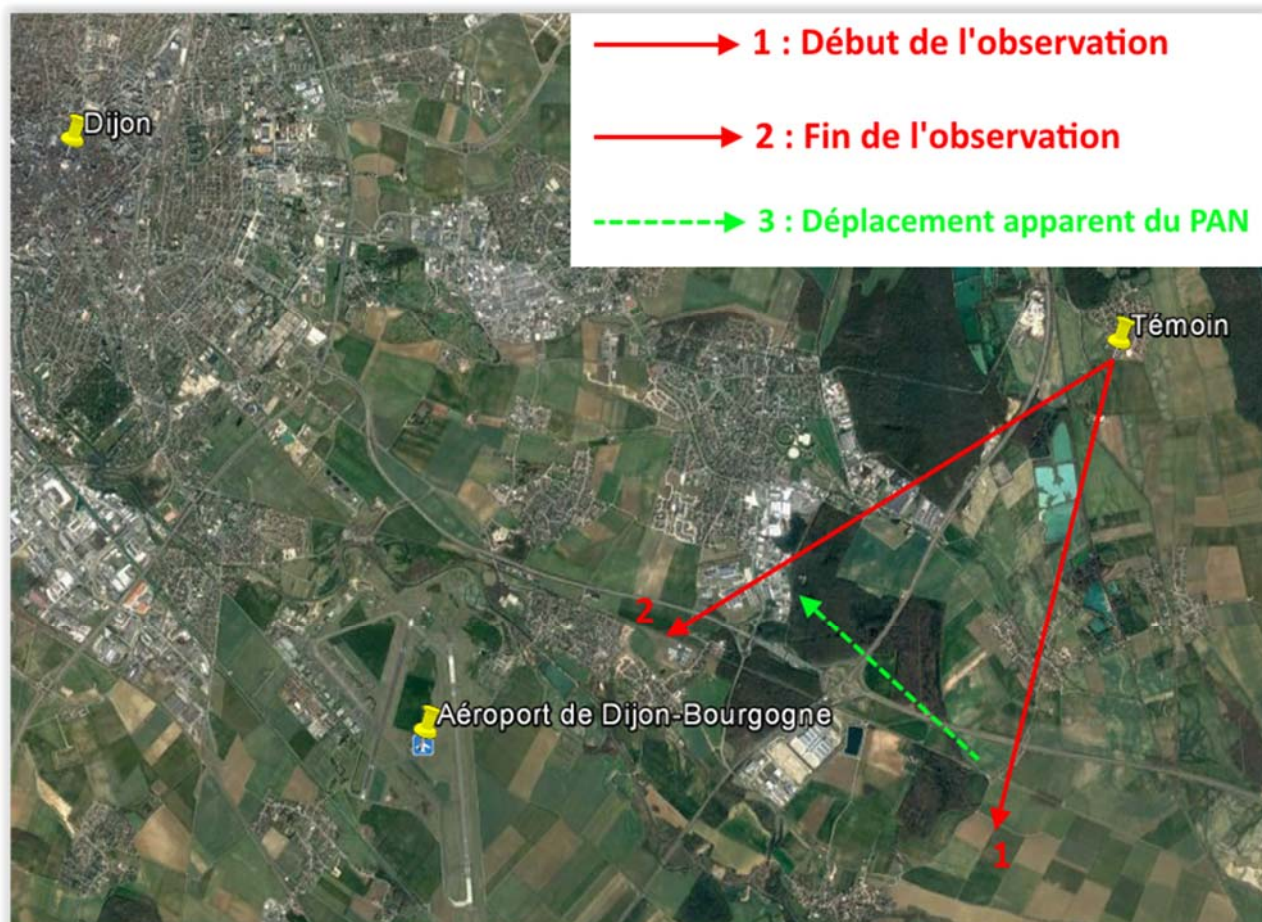 1 : Début de l'observation
2 : Fin de l'observation
3 : Déplacement apparent du PAN
Dijon
Témoin
2
Aéroport de Dijon-Bourgogne
1